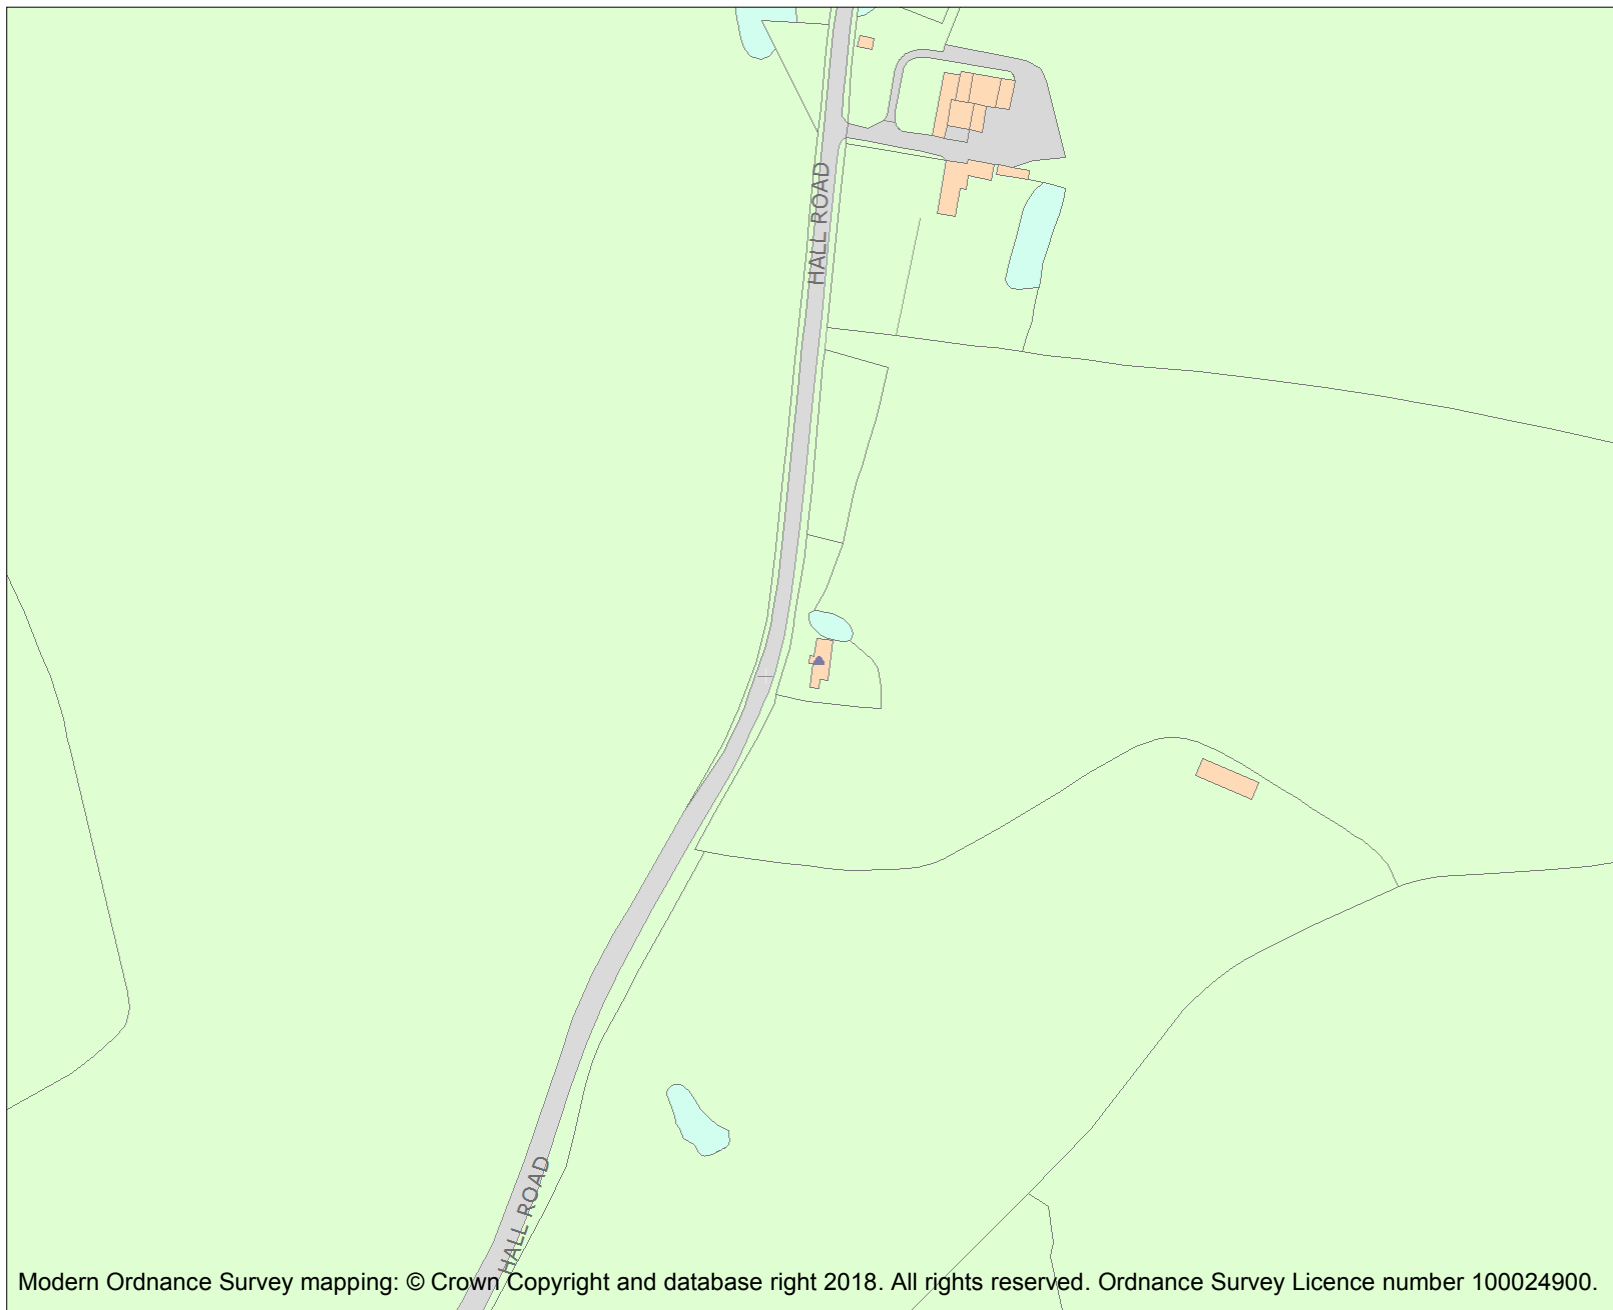 HALL ROAD
HALL ROAD
Modern Ordnance Survey mapping: © Crown Copyright and database right 2018. All rights reserved. Ordnance Survey Licence number 100024900.